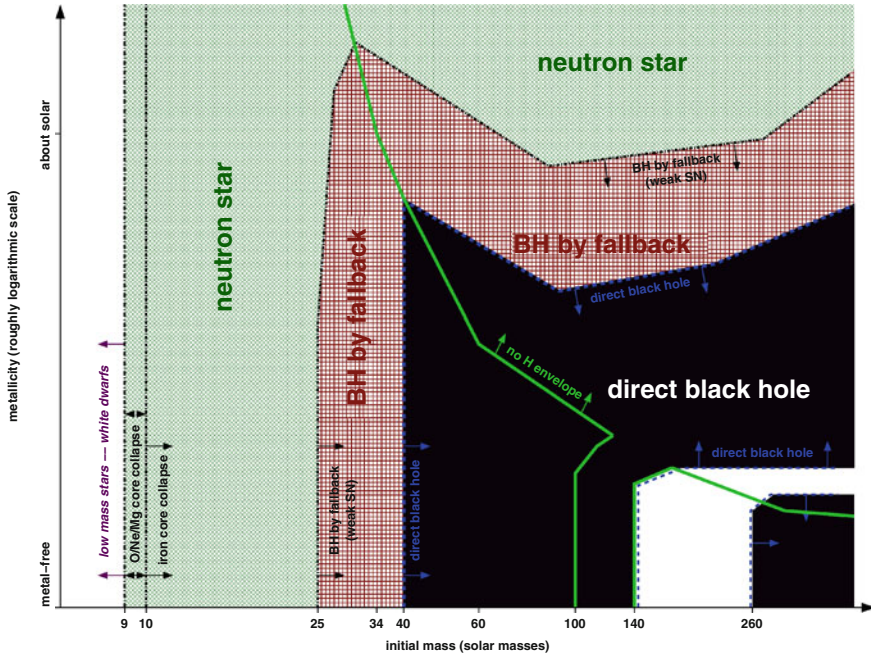 neutron star
BH by fallback
(weak SN)
BH by fallback
direct black hole
neutron star
BH by fallback
no H envelope
direct black hole
direct black hole
low mass stars –– white dwarfs
O/Ne/Mg core collapse
iron core collapse
BH by fallback
(weak SN)
direct black hole
metallicity (roughly logarithmic scale)
about solar
metal–free
9 10 25 34 40 60 100 140 260
initial mass (solar masses)